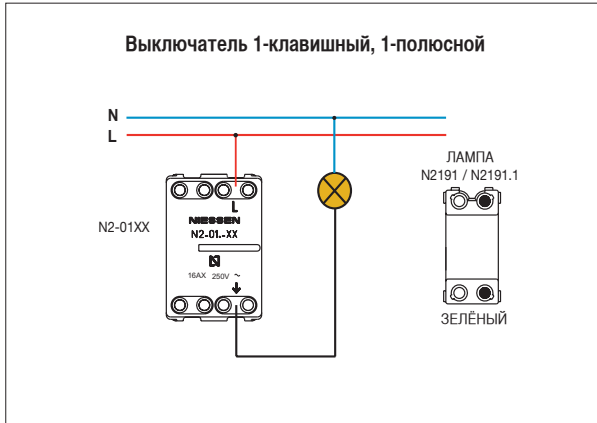 Выключатель 1-клавишный, 1-полюсной
N
L
ЛАМПА
N2191 / N2191.1
N2-01XX
L
NIESSEN
N2-01.-XX
16AX 250V ~
ЗЕЛЁНЫЙ